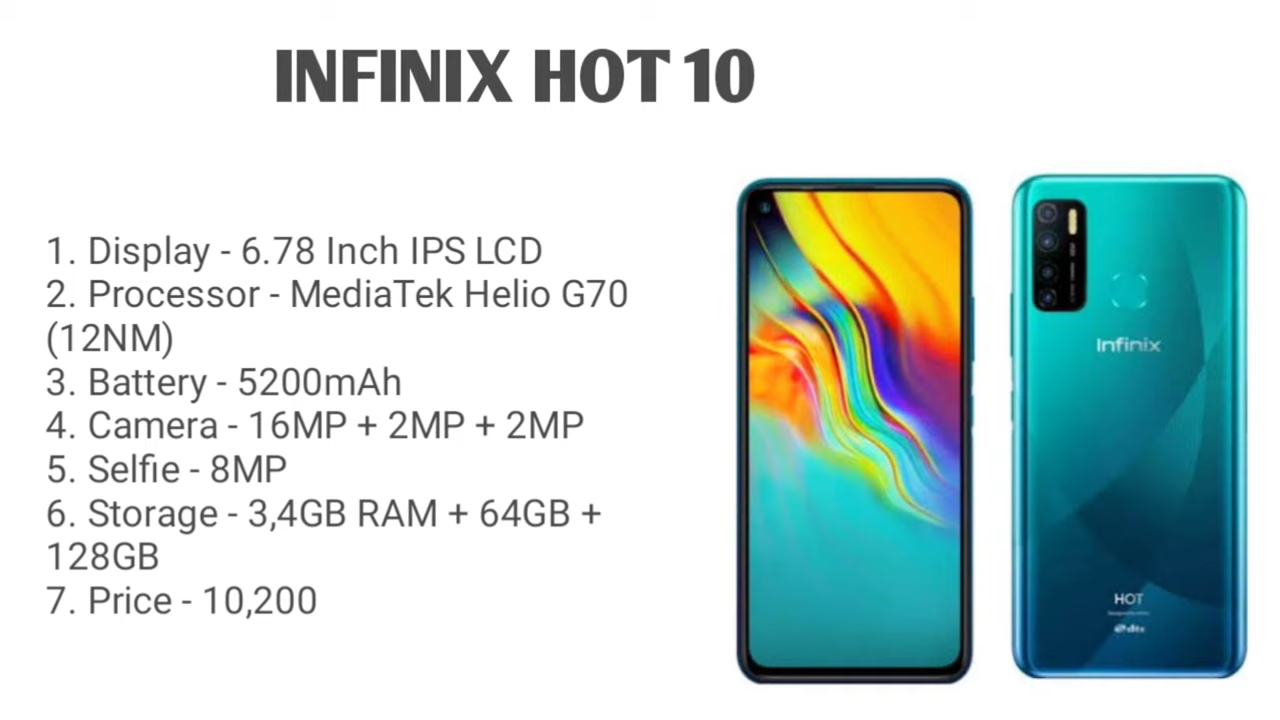 INFINIX HOT 10
1. Display - 6.78 Inch IPS LCD
2. Processor - MediaTek Helio G70
(12NM)
3. Battery - 5200mAh
4. Camera - 16MP + 2MP + 2MP
5. Selfie - 8MP
6. Storage - 3,4GB RAM + 64GB +
128GB
7. Price - 10,200
Infinix
HOT
dts